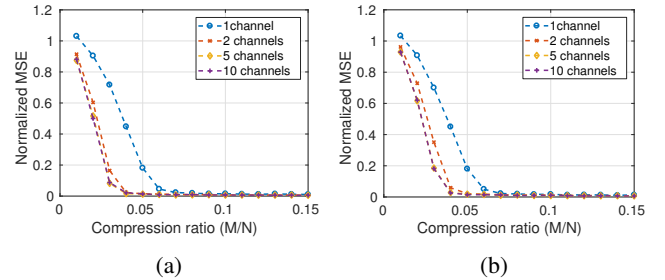 1.2
1
0.8
0.6
0.4
0.2
0
0
0.05
0.1
0.15
Normalized MSE
Compression ratio (M/N)
1channel
2 channels
5 channels
10 channels
(a)
1.2
1
0.8
0.6
0.4
0.2
0
0
0.05
0.1
0.15
Normalized MSE
Compression ratio (M/N)
1channel
2 channels
5 channels
10 channels
(b)